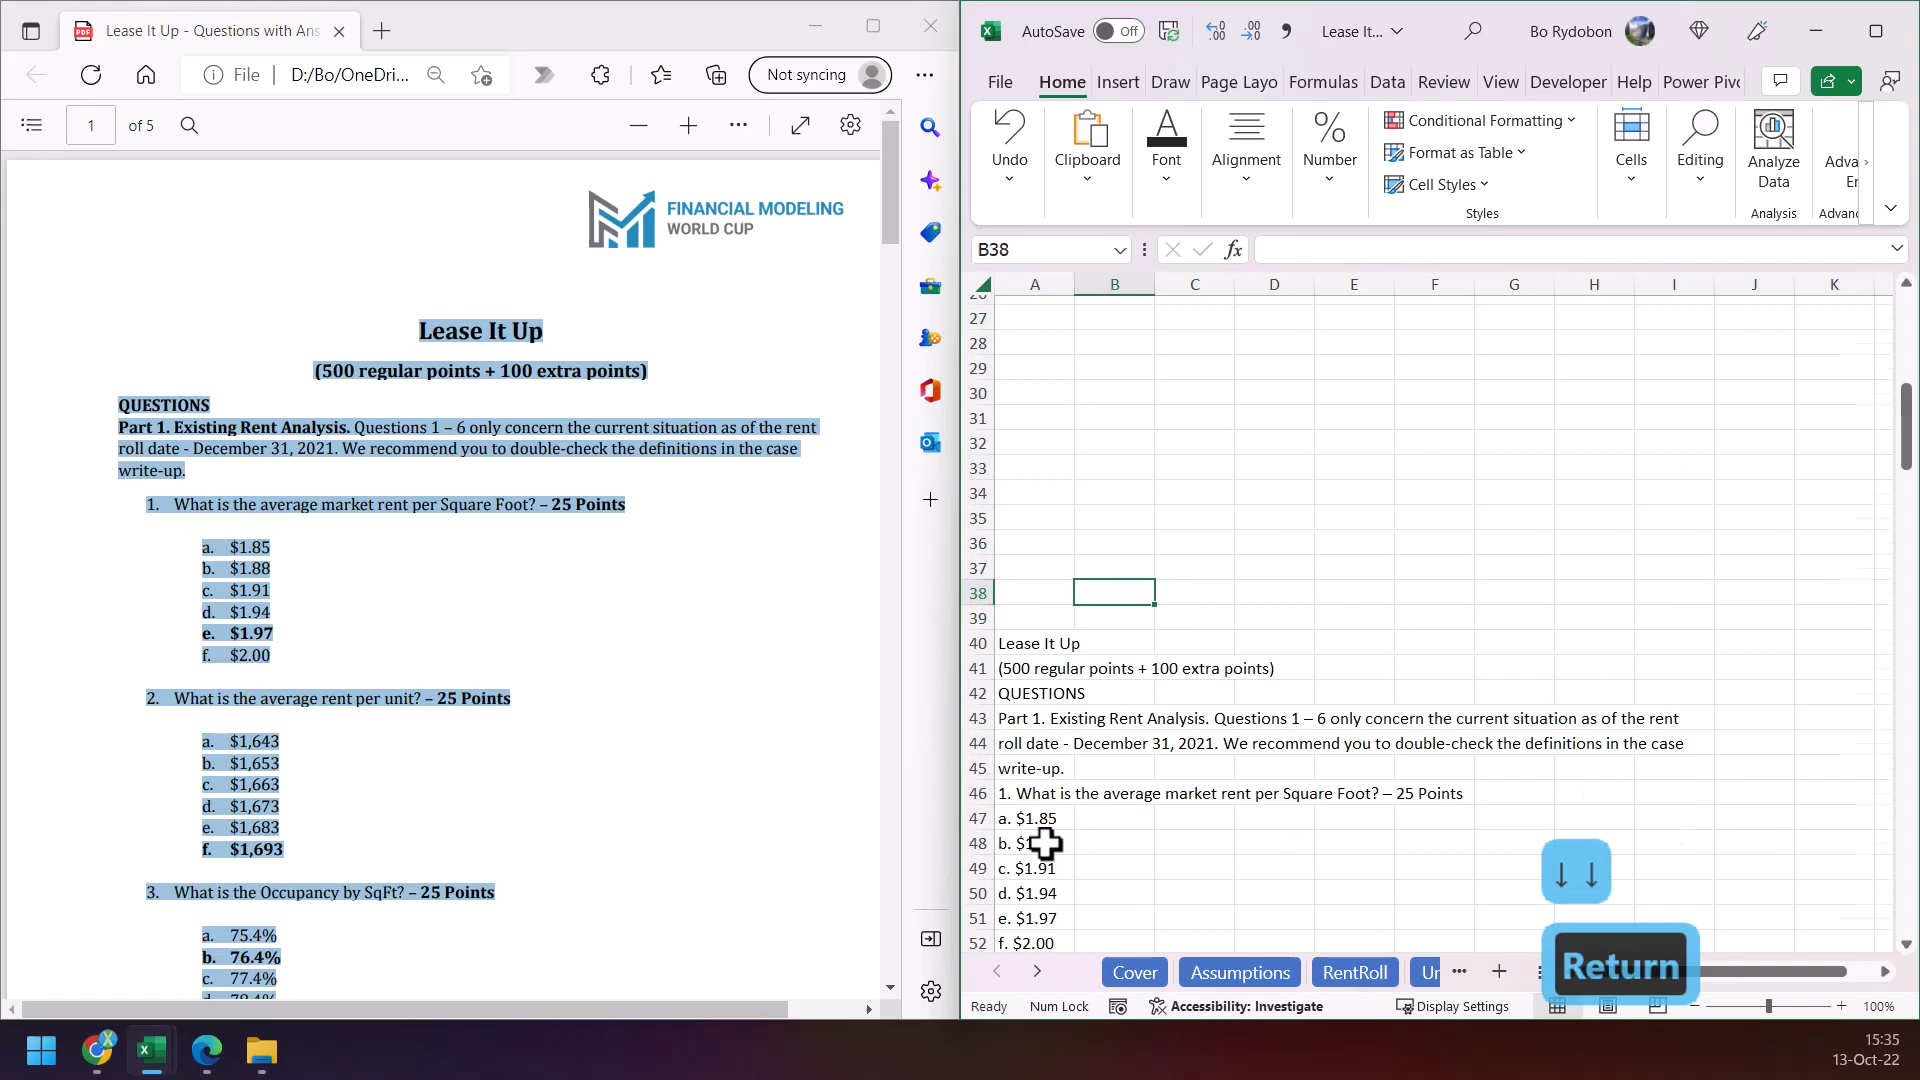 Lease It Up - Questions with Ans
File
D:/Bo/OneDri...
Not syncing
1
of 5
FINANCIAL MODELING
WORLD CUP
Lease It Up
(500 regular points + 100 extra points)
QUESTIONS
Part 1. Existing Rent Analysis. Questions 1 – 6 only concern the current situation as of the rent
roll date - December 31, 2021. We recommend you to double-check the definitions in the case
write-up.
1. What is the average market rent per Square Foot? – 25 Points
a. $1.85
b. $1.88
c. $1.91
d. $1.94
e. $1.97
f. $2.00
2. What is the average rent per unit? – 25 Points
a. $1,643
b. $1,653
c. $1,663
d. $1,673
e. $1,683
f. $1,693
3. What is the Occupancy by SqFt? – 25 Points
a. 75.4%
b. 76.4%
c. 77.4%
AutoSave
Off
Lease It...
Bo Rydobon
File
Home
Insert
Draw
Page Layo
Formulas
Data
Review
View
Developer
Help
Power Piv
Undo
Clipboard
Font
Alignment
Number
Conditional Formatting
Format as Table
Cell Styles
Styles
Cells
Editing
Analyze
Data
Analysis
Adva
Er
Advanc
B38
fx
A B C D E F G H I J K
27
28
29
30
31
32
33
34
35
36
37
38
39
40 Lease It Up
41 (500 regular points + 100 extra points)
42 QUESTIONS
43 Part 1. Existing Rent Analysis. Questions 1 – 6 only concern the current situation as of the rent
44 roll date - December 31, 2021. We recommend you to double-check the definitions in the case
45 write-up.
46 1. What is the average market rent per Square Foot? – 25 Points
47 a. $1.85
48 b. $1
49 c. $1.91
50 d. $1.94
51 e. $1.97
52 f. $2.00
↓ ↓
Return
Cover
Assumptions
RentRoll
Ur
Ready
Num Lock
Accessibility: Investigate
Display Settings
100%
15:35
13-Oct-22